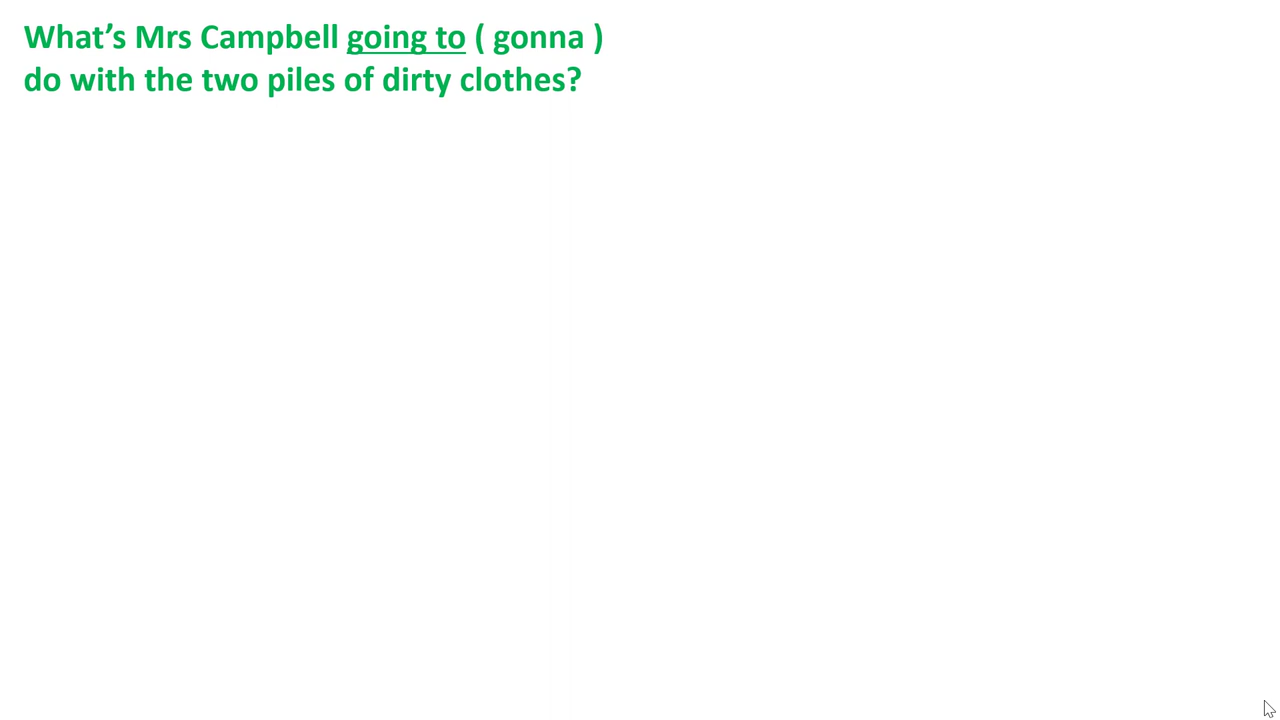 What’s Mrs Campbell going to ( gonna )
do with the two piles of dirty clothes?